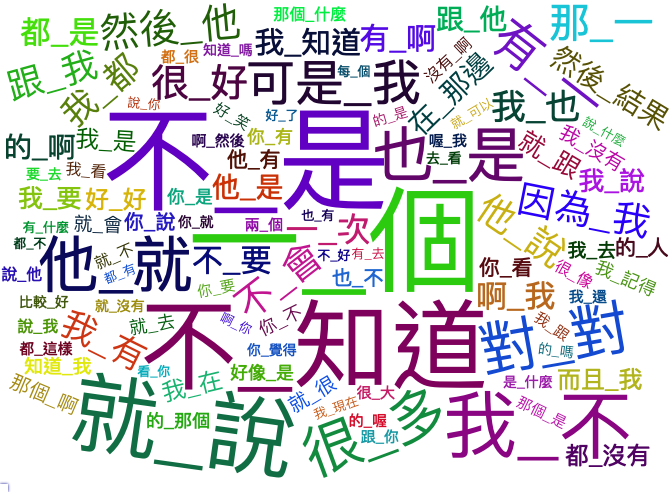 都_是
然後_他
那個_什麼
跟_他
那_一
知道_嗎
我_知道
有_啊
有_一
都_很
跟_我
我_都
很_好
可是_我
每_個
沒有_啊
在_那邊
然後_結果
說_你
好_笑
好_了
的_是
我_也
就_可以
說_什麼
不_是
的_啊
我_是
啊_然後
你_有
喔_我
也_是
就_跟
我_沒有
要_去
我_看
他_有
去_看
我_說
我_要
好_好
你_是
他_是
因為_我
有_什麼
就_會
你_說
你_就
兩_個
也_有
一_次
一_個
他_說
我_去
的_人
都_不
他_就
就_不
不_要
不_會
不_好
有_去
說_他
都_有
你_要
也_不
你_看
很_像
我_記得
比較_好
就_沒有
啊_我
我_還
說_我
我_有
就_去
不_知道
啊_你
你_不
對_對
我_跟
的_嗎
都_這樣
你_覺得
知道_我
看_你
我_在
好像_是
是_什麼
而且_我
那個_啊
就_說
就_很
很_大
我_現在
很_多
我_不
那個_是
的_那個
的_喔
跟_你
都_沒有